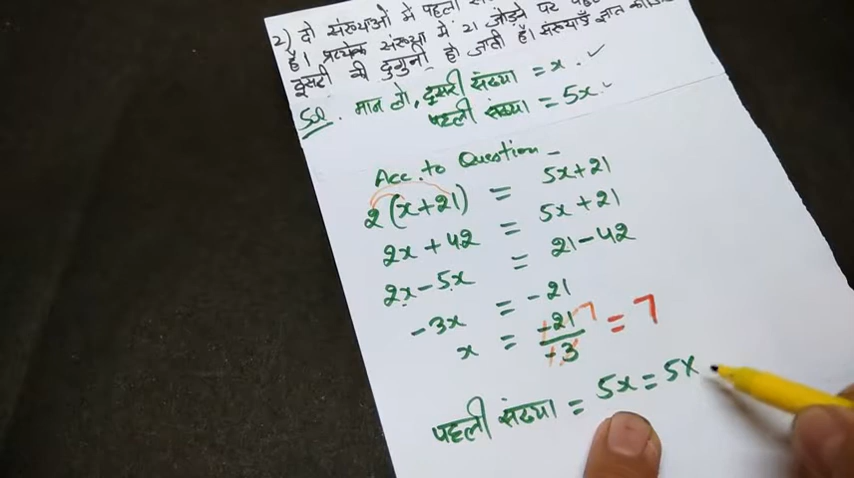 2) दो संख्याओं में पहली
है। प्रत्येक संख्या में 21 जोड़ने पर
दूसरी की दुगुनी हो जाती है। संख्याएँ ज्ञात
Sol. मान लो, दूसरी संख्या = x.
पहली संख्या = 5x.
Acc. to Question –
2(x+21) = 5x+21
2x + 42 = 5x + 21
2x – 5x = 21 – 42
-3x = -21
x = -21/-3 7 = 7
पहली संख्या = 5x = 5x